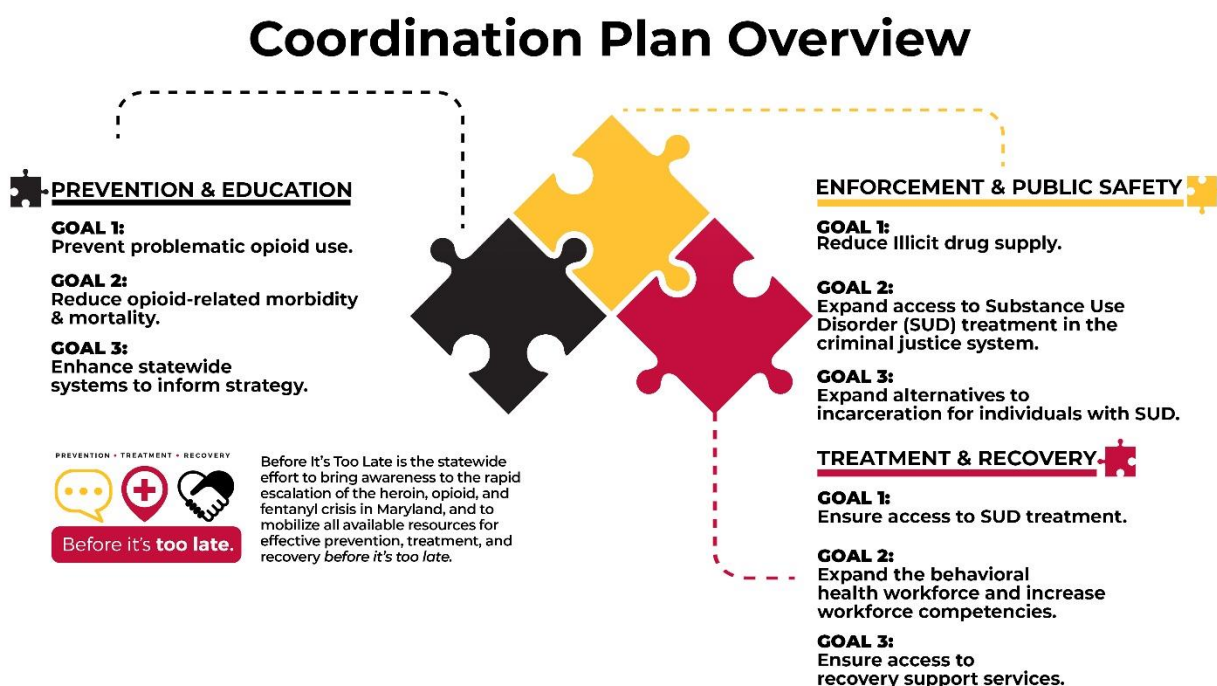 Coordination Plan Overview
PREVENTION & EDUCATION
GOAL 1:
Prevent problematic opioid use.
GOAL 2:
Reduce opioid-related morbidity
& mortality.
GOAL 3:
Enhance statewide
systems to inform strategy.
PREVENTION • TREATMENT • RECOVERY
Before it's too late.
Before It's Too Late is the statewide
effort to bring awareness to the rapid
escalation of the heroin, opioid, and
fentanyl crisis in Maryland, and to
mobilize all available resources for
effective prevention, treatment, and
recovery before it's too late.
ENFORCEMENT & PUBLIC SAFETY
GOAL 1:
Reduce Illicit drug supply.
GOAL 2:
Expand access to Substance Use
Disorder (SUD) treatment in the
criminal justice system.
GOAL 3:
Expand alternatives to
incarceration for individuals with SUD.
TREATMENT & RECOVERY
GOAL 1:
Ensure access to SUD treatment.
GOAL 2:
Expand the behavioral
health workforce and increase
workforce competencies.
GOAL 3:
Ensure access to
recovery support services.